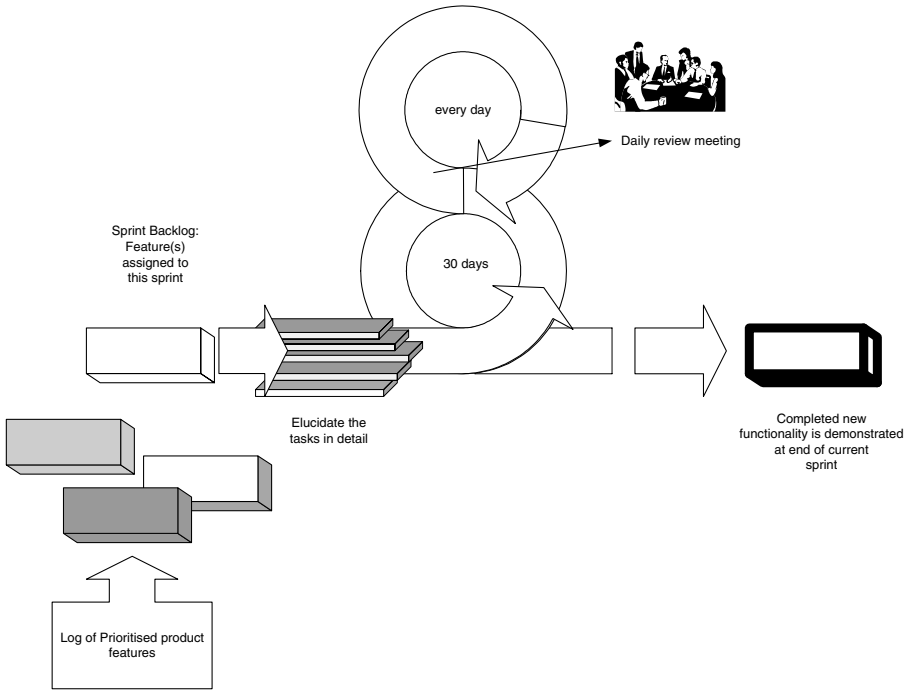 every day
Daily review meeting
Sprint Backlog:
Feature(s)
assigned to
this sprint
30 days
Elucidate the
tasks in detail
Completed new
functionality is demonstrated
at end of current
sprint
Log of Prioritised product
features